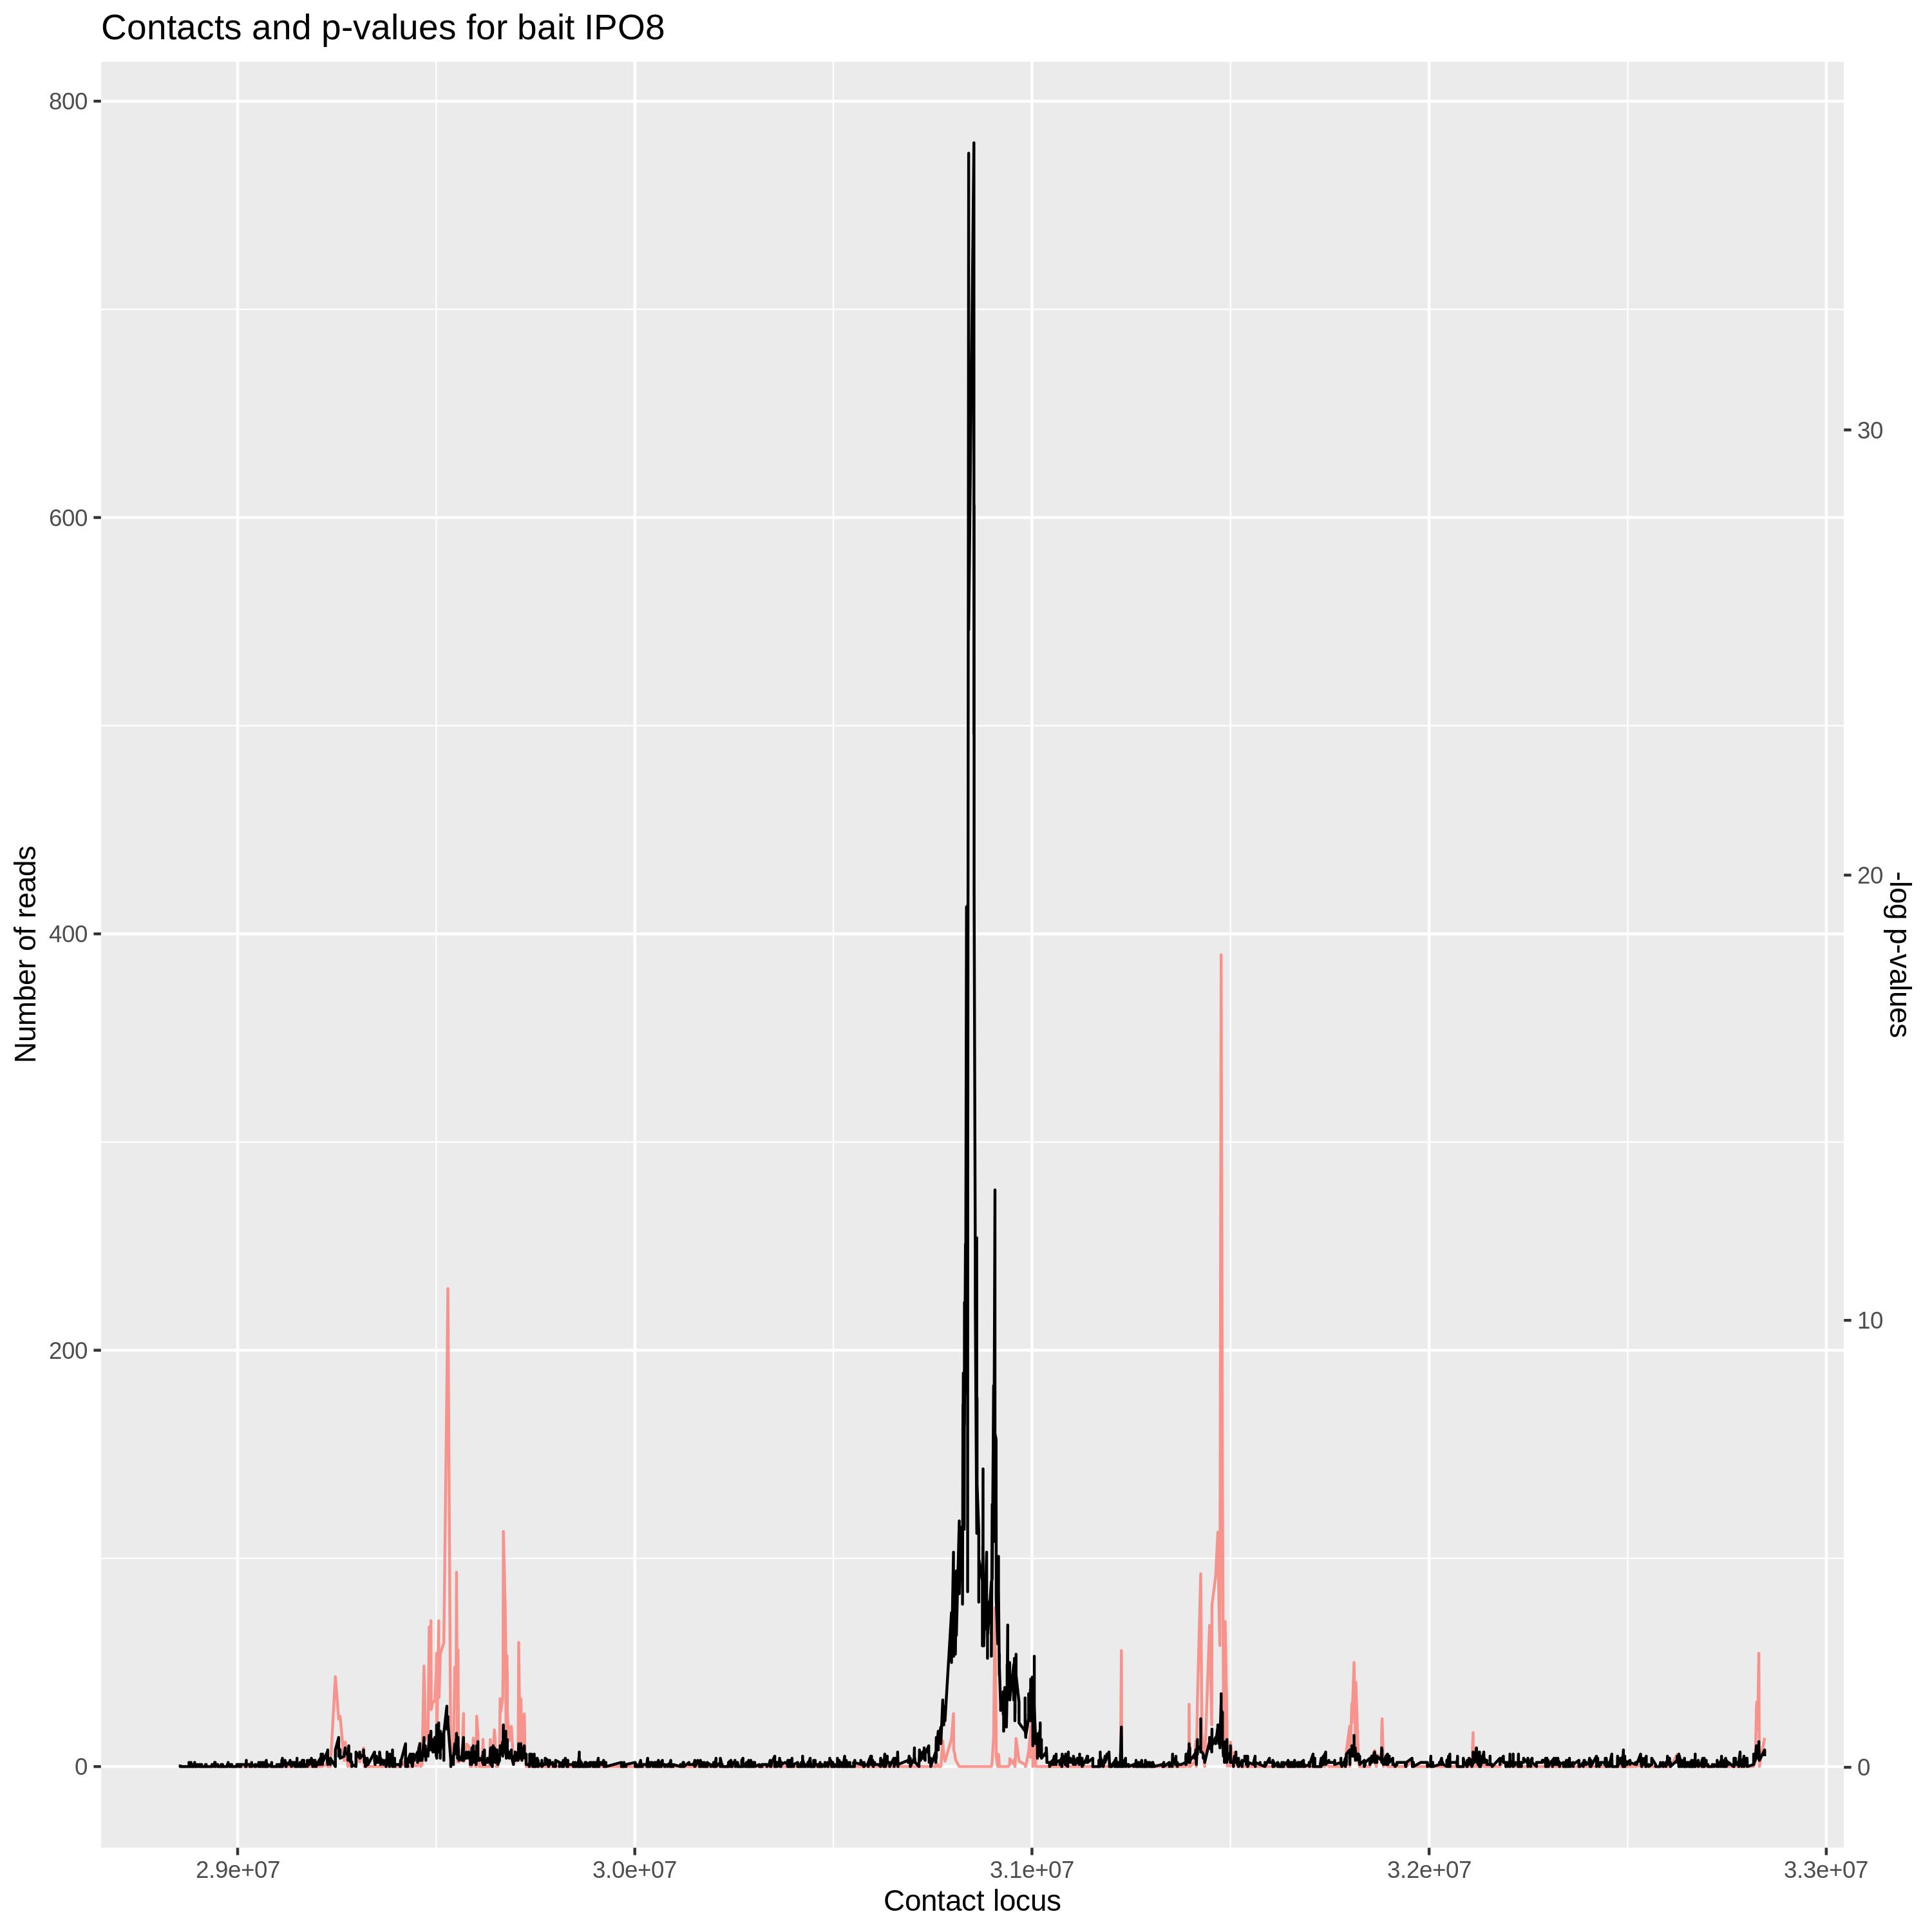 Contacts and p-values for bait IPO8
800
600
400
200
0
Number of reads
30
20
10
0
-log p-values
2.9e+07
3.0e+07
3.1e+07
3.2e+07
3.3e+07
Contact locus